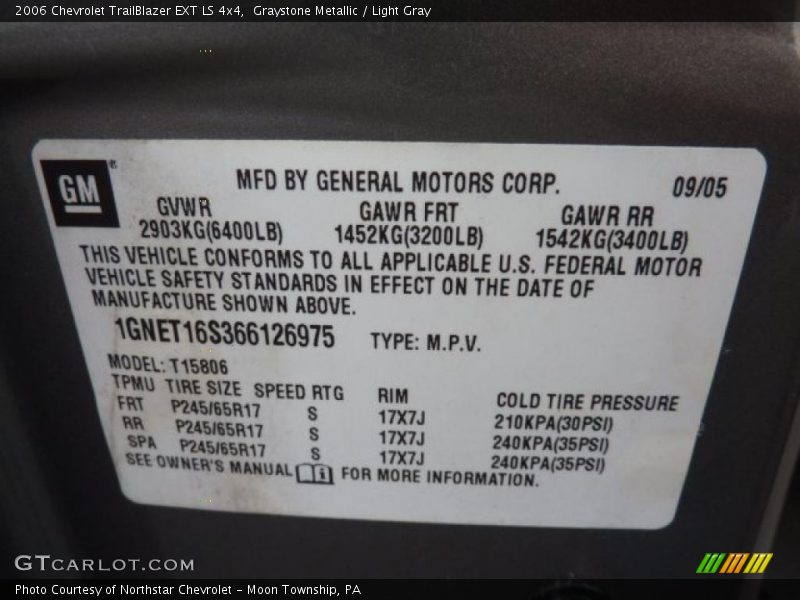 2006 Chevrolet TrailBlazer EXT LS 4x4,  Graystone Metallic / Light Gray
GM®
MFD BY GENERAL MOTORS CORP. 09/05
GVWR GAWR FRT GAWR RR
2903KG(6400LB) 1452KG(3200LB) 1542KG(3400LB)
THIS VEHICLE CONFORMS TO ALL APPLICABLE U.S. FEDERAL MOTOR
VEHICLE SAFETY STANDARDS IN EFFECT ON THE DATE OF
MANUFACTURE SHOWN ABOVE.
1GNET16S366126975 TYPE: M.P.V.
MODEL: T15806
TPMU TIRE SIZE SPEED RTG RIM COLD TIRE PRESSURE
FRT P245/65R17 S 17X7J 210KPA(30PSI)
RR P245/65R17 S 17X7J 240KPA(35PSI)
SPA P245/65R17 S 17X7J 240KPA(35PSI)
SEE OWNER'S MANUAL FOR MORE INFORMATION.
GTCARLOT.COM
Photo Courtesy of Northstar Chevrolet - Moon Township, PA